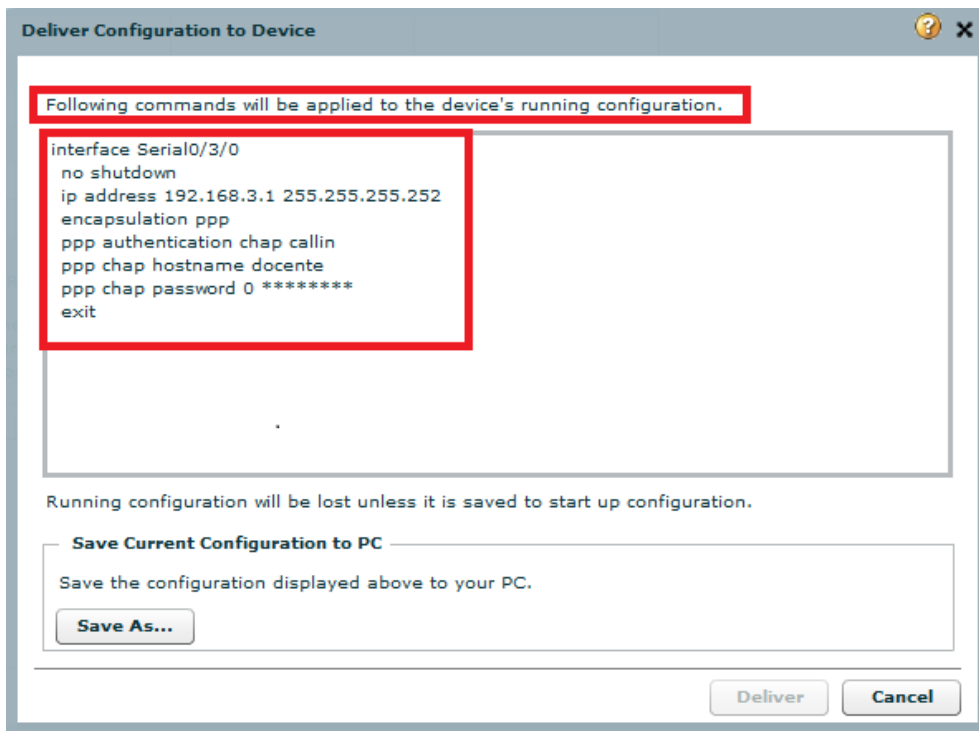 Deliver Configuration to Device
Following commands will be applied to the device's running configuration.
interface Serial0/3/0
no shutdown
ip address 192.168.3.1 255.255.255.252
encapsulation ppp
ppp authentication chap callin
ppp chap hostname docente
ppp chap password 0 ********
exit
Running configuration will be lost unless it is saved to start up configuration.
Save Current Configuration to PC
Save the configuration displayed above to your PC.
Save As...
Deliver Cancel